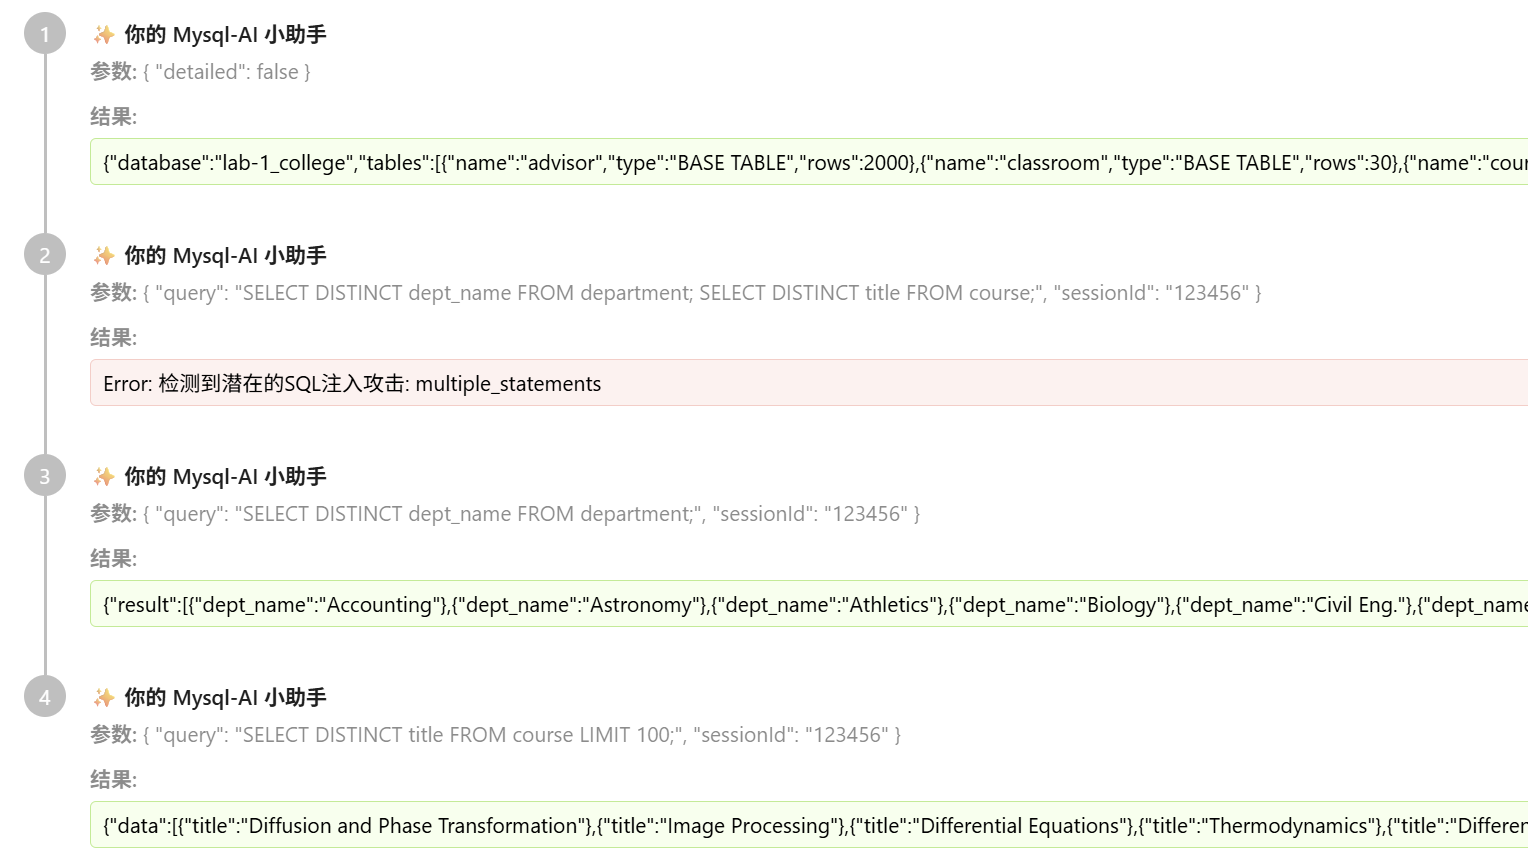 1
✨ 你的 Mysql-AI 小助手
参数: { "detailed": false }
结果:
{"database":"lab-1_college","tables":[{"name":"advisor","type":"BASE TABLE","rows":2000},{"name":"classroom","type":"BASE TABLE","rows":30},{"name":"cour
2
✨ 你的 Mysql-AI 小助手
参数: { "query": "SELECT DISTINCT dept_name FROM department; SELECT DISTINCT title FROM course;", "sessionId": "123456" }
结果:
Error: 检测到潜在的SQL注入攻击: multiple_statements
3
✨ 你的 Mysql-AI 小助手
参数: { "query": "SELECT DISTINCT dept_name FROM department;", "sessionId": "123456" }
结果:
{"result":[{"dept_name":"Accounting"},{"dept_name":"Astronomy"},{"dept_name":"Athletics"},{"dept_name":"Biology"},{"dept_name":"Civil Eng."},{"dept_name
4
✨ 你的 Mysql-AI 小助手
参数: { "query": "SELECT DISTINCT title FROM course LIMIT 100;", "sessionId": "123456" }
结果:
{"data":[{"title":"Diffusion and Phase Transformation"},{"title":"Image Processing"},{"title":"Differential Equations"},{"title":"Thermodynamics"},{"title":"Differen